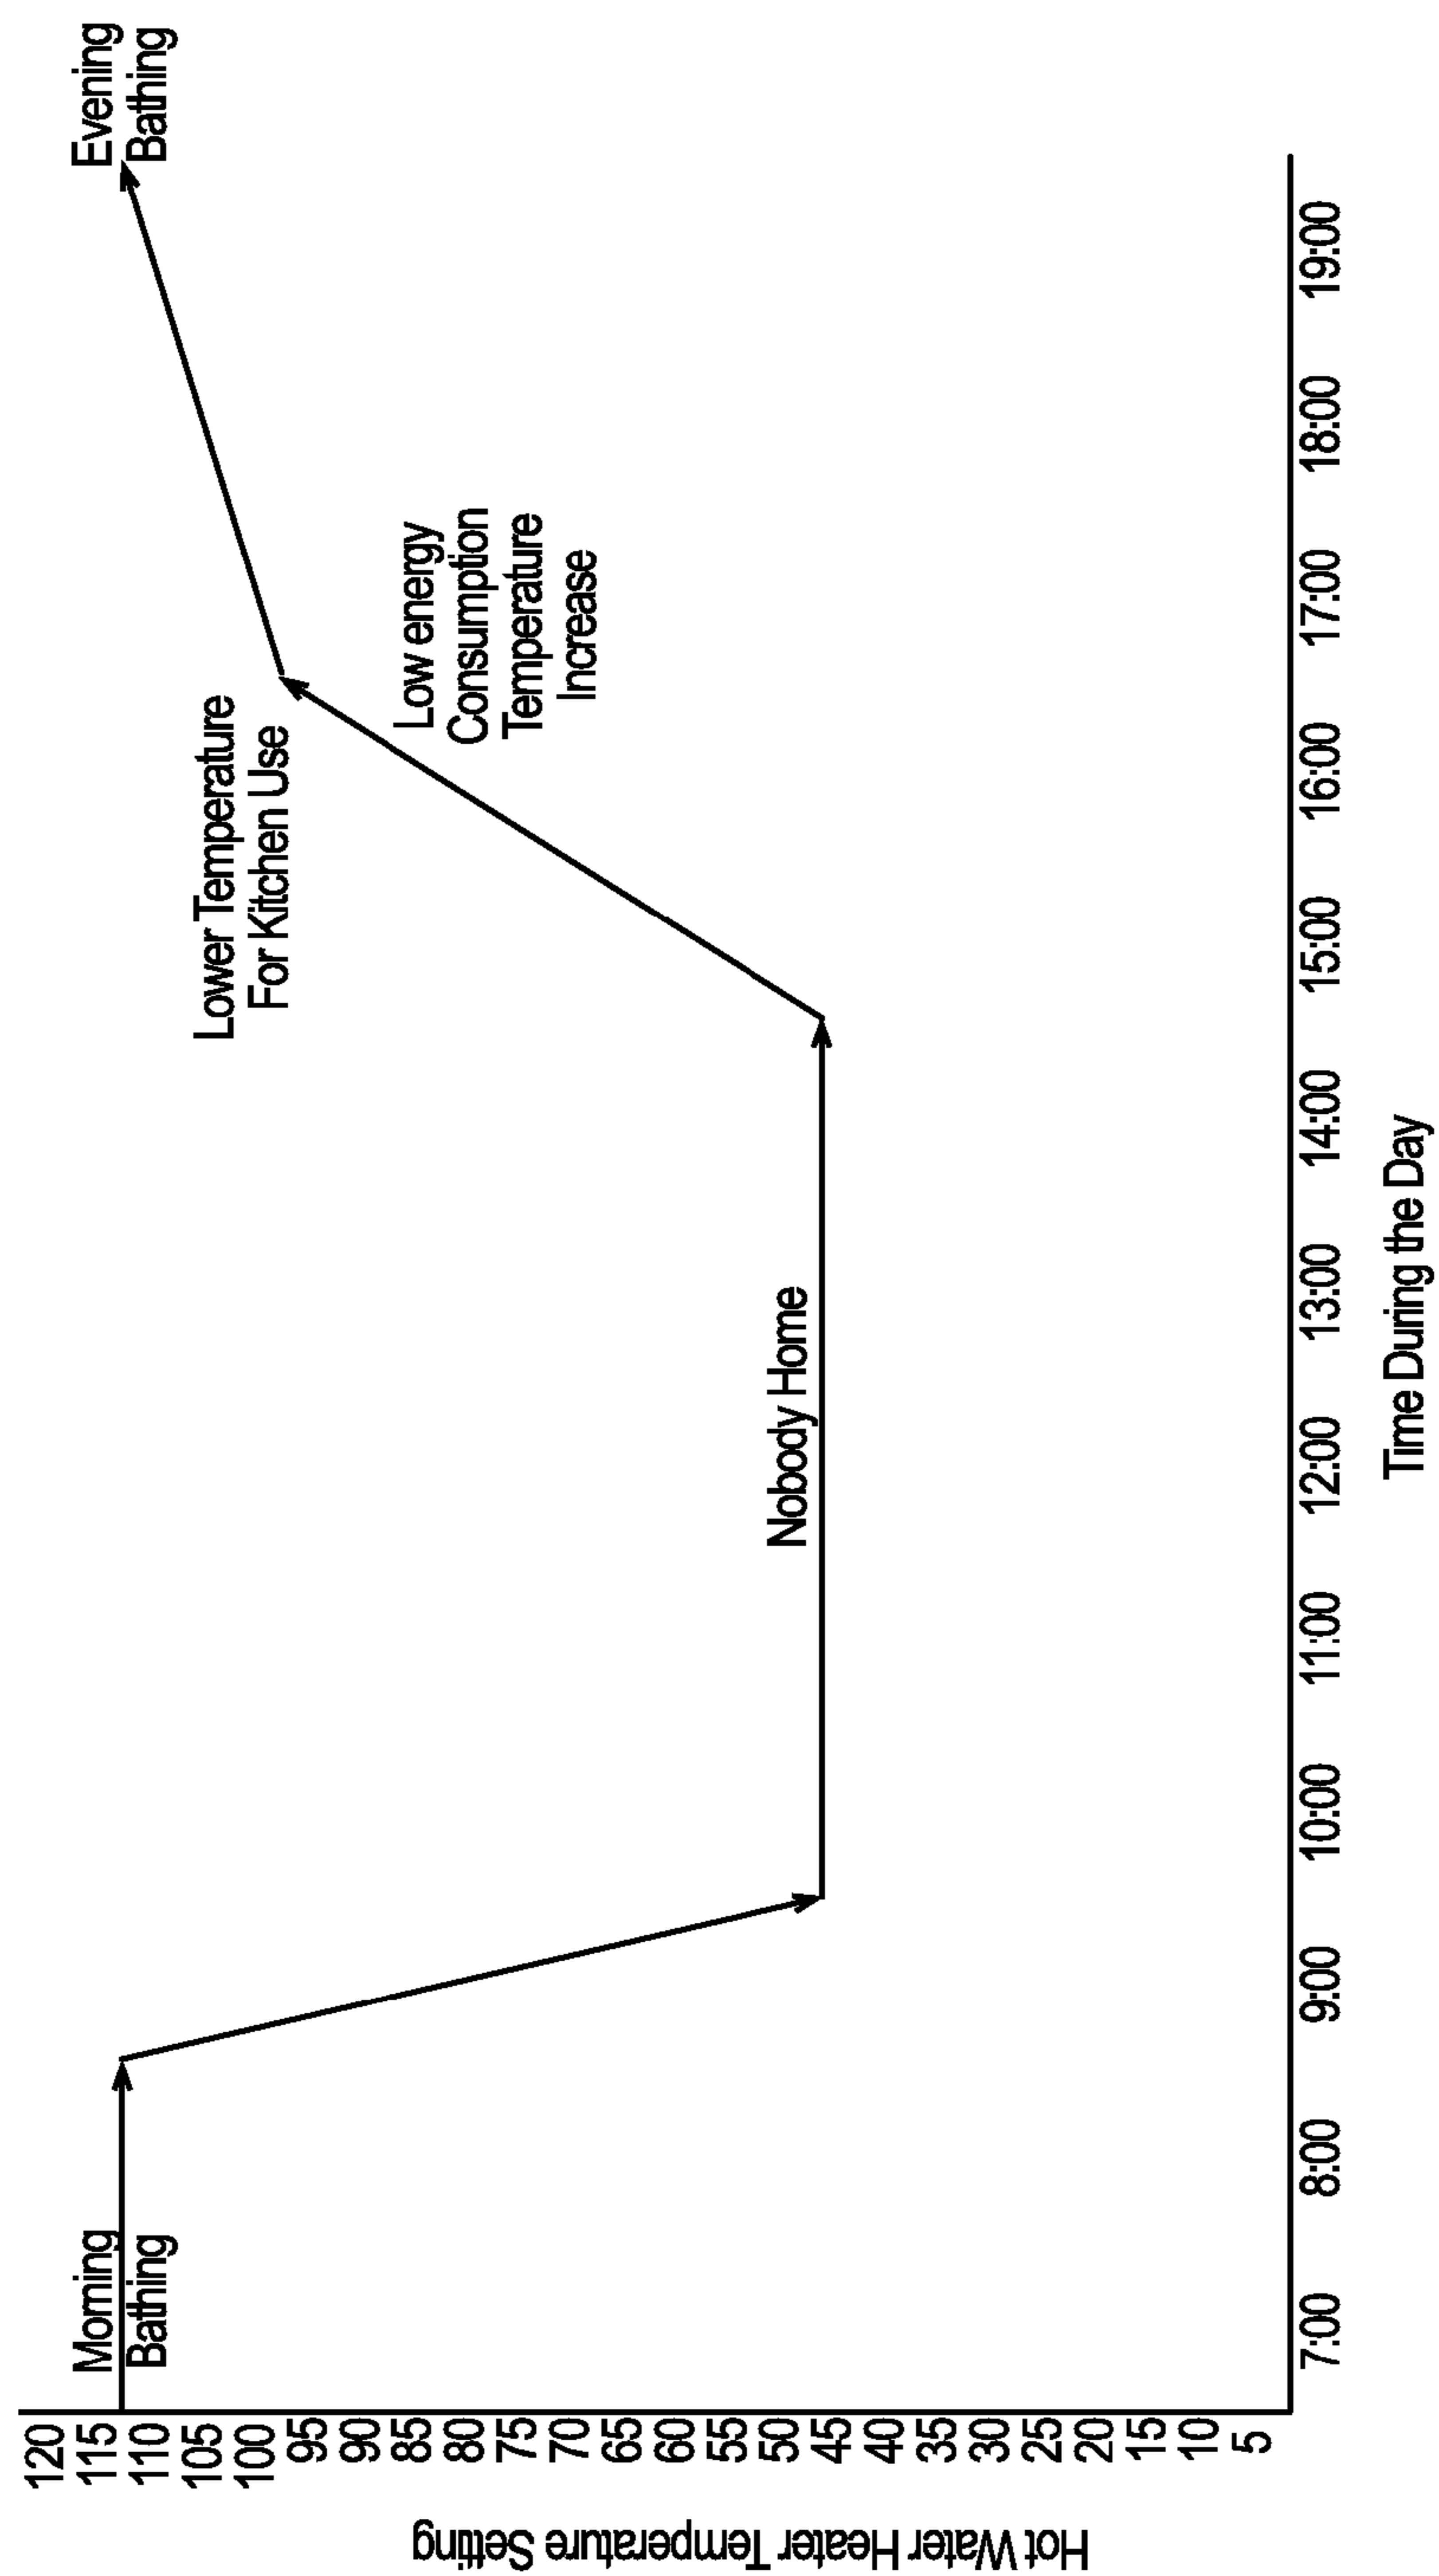 Hot Water Heater Temperature Setting
120
115
110
105
100
95
90
85
80
75
70
65
60
55
50
45
40
35
30
25
20
15
10
5
Morning
Bathing
Nobody Home
Lower Temperature
For Kitchen Use
Low energy
Consumption
Temperature
Increase
Evening
Bathing
7:00 8:00 9:00 10:00 11:00 12:00 13:00 14:00 15:00 16:00 17:00 18:00 19:00
Time During the Day